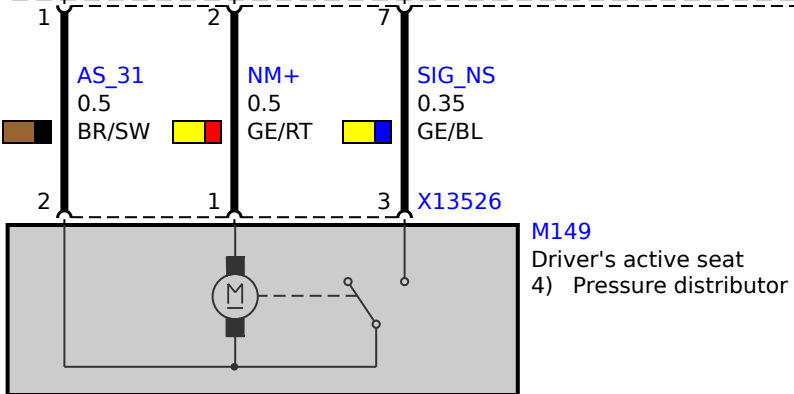 1 2 7
AS_31 NM+ SIG_NS
0.5 0.5 0.35
BR/SW GE/RT GE/BL
2 1 3 X13526
M149
Driver's active seat
4) Pressure distributor
M